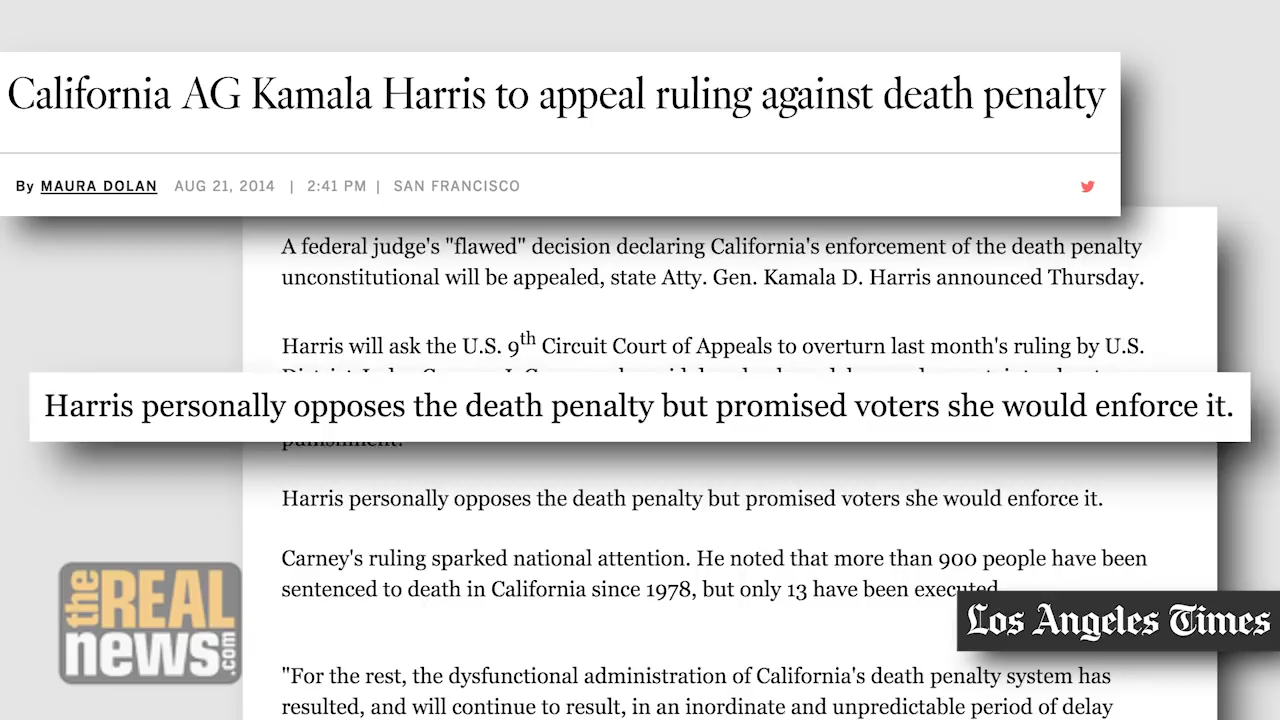 California AG Kamala Harris to appeal ruling against death penalty
By MAURA DOLAN AUG 21, 2014 | 2:41 PM | SAN FRANCISCO
A federal judge's "flawed" decision declaring California's enforcement of the death penalty
unconstitutional will be appealed, state Atty. Gen. Kamala D. Harris announced Thursday.
Harris will ask the U.S. 9th Circuit Court of Appeals to overturn last month's ruling by U.S.
Harris personally opposes the death penalty but promised voters she would enforce it.
punishment.
Harris personally opposes the death penalty but promised voters she would enforce it.
Carney's ruling sparked national attention. He noted that more than 900 people have been
sentenced to death in California since 1978, but only 13 have been executed
Los Angeles Times
the REAL
news.com
"For the rest, the dysfunctional administration of California's death penalty system has
resulted, and will continue to result, in an inordinate and unpredictable period of delay